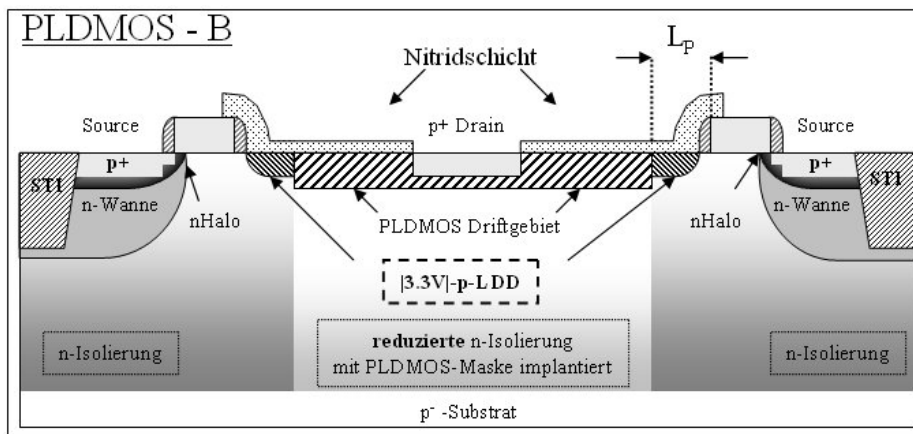 PLDMOS - B
Lp
Nitridschicht
Source
p+ Drain
Source
p+
p+
STI
STI
n-Wanne
n-Wanne
nHalo
PLDMOS Driftgebiet
nHalo
|3.3V|-p-LDD
n-Isolierung
reduzierte n-Isolierung
mit PLDMOS-Maske implantiert
n-Isolierung
p⁻ -Substrat